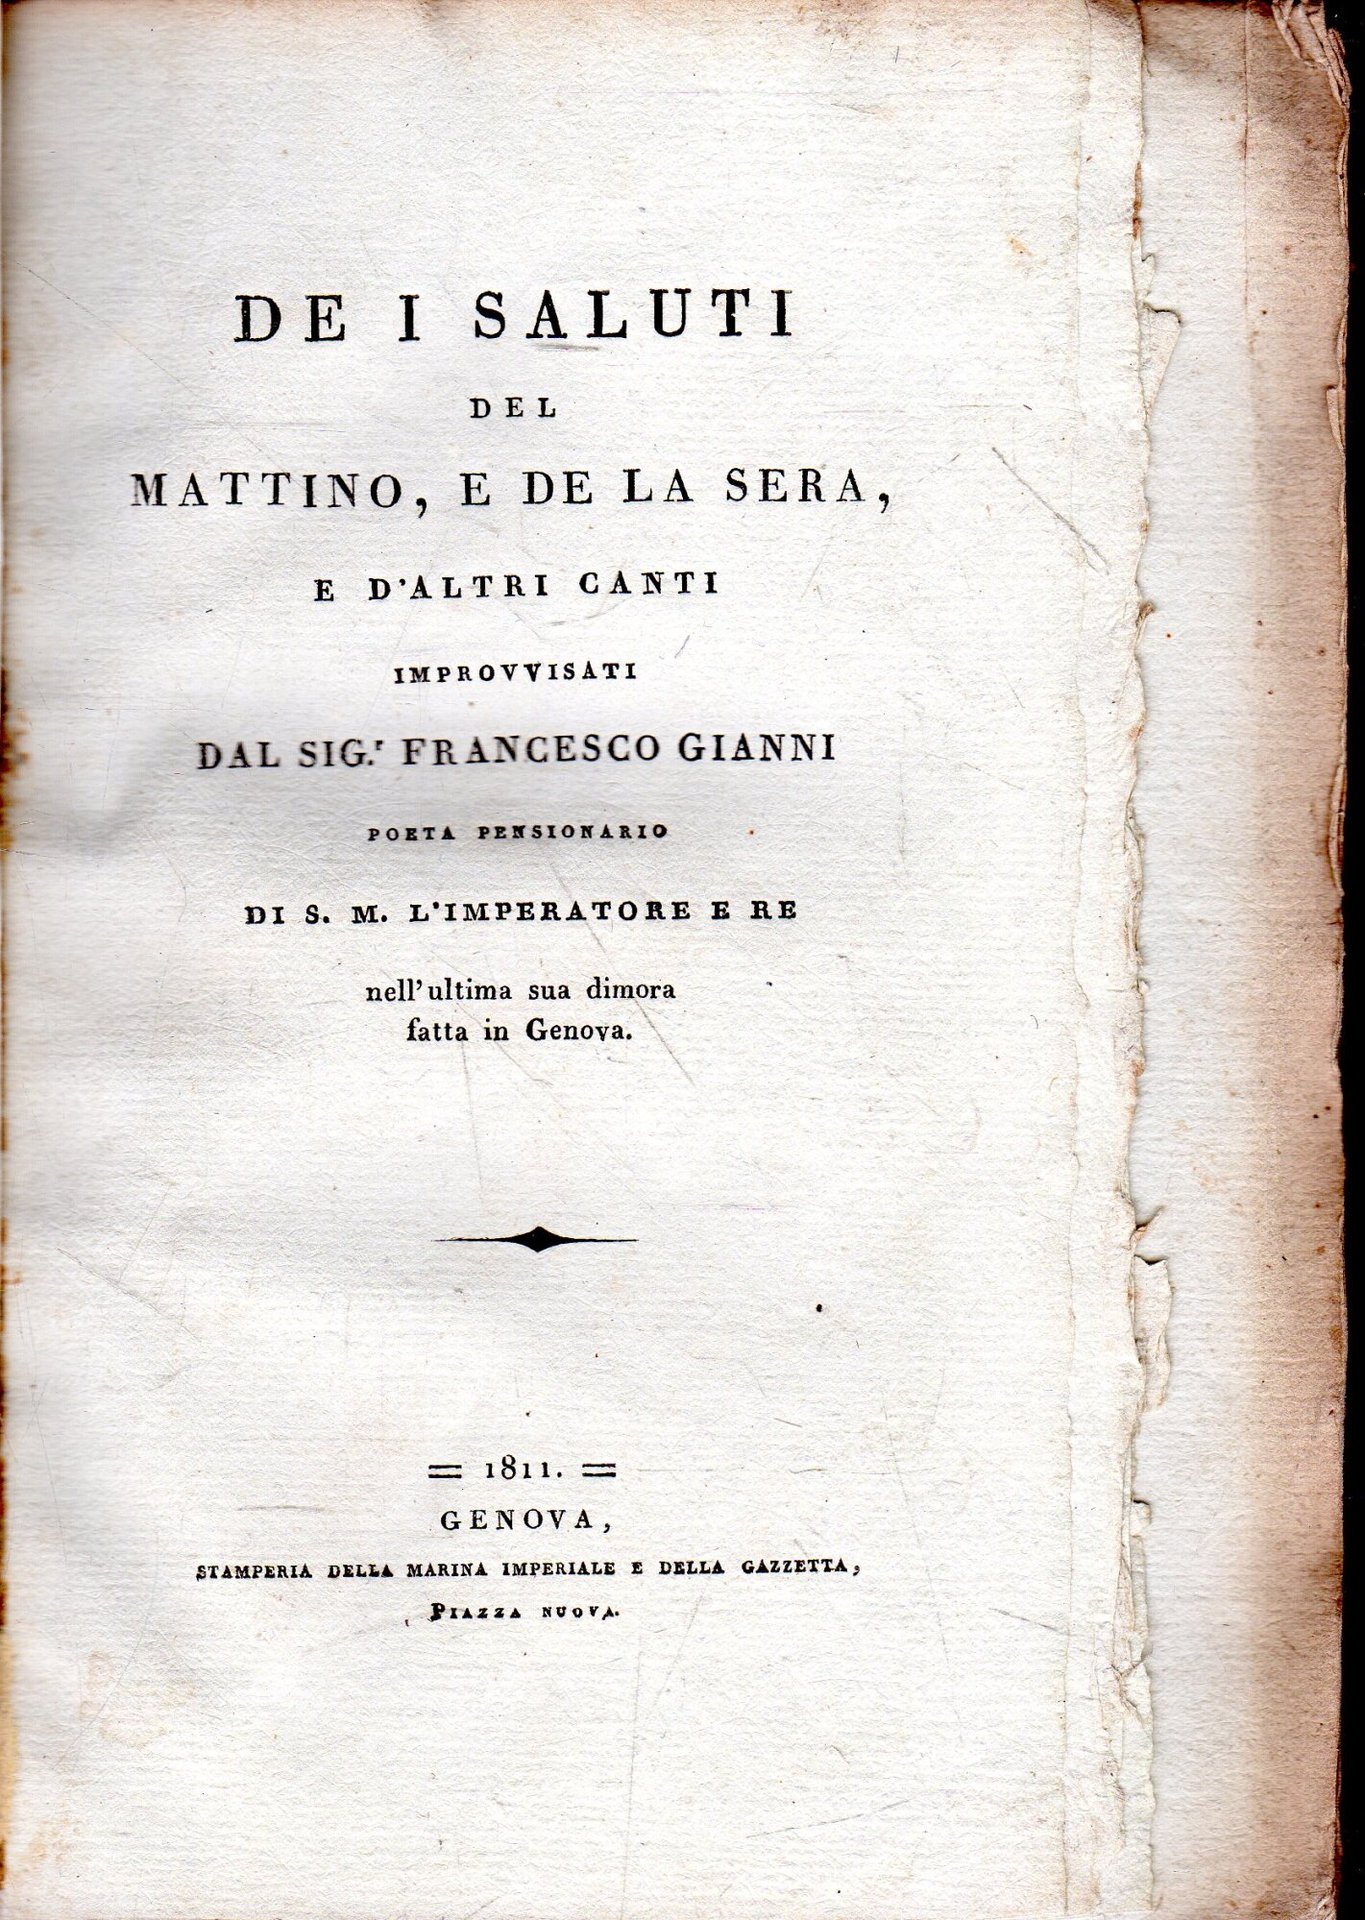 DE I SALUTI
DEL
MATTINO, E DE LA SERA,
E D'ALTRI CANTI
IMPROVVISATI
DAL SIG.r FRANCESCO GIANNI
POETA PENSIONARIO
DI S. M. L'IMPERATORE E RE
nell'ultima sua dimora
fatta in Genova.
= 1811. =
GENOVA,
STAMPERIA DELLA MARINA IMPERIALE E DELLA GAZZETTA,
PIAZZA NUOVA.